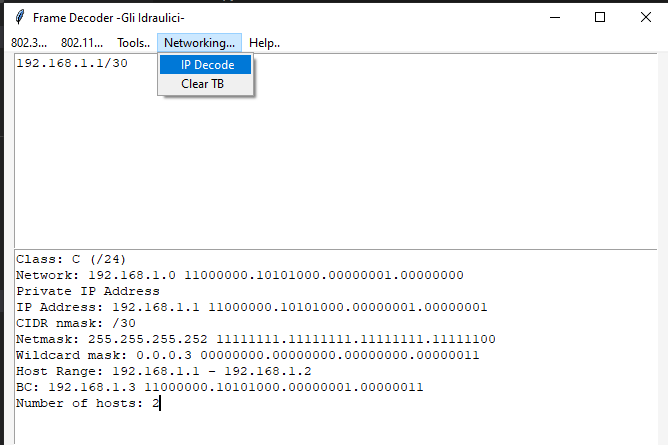 Frame Decoder -Gli Idraulici-
802.3... 802.11... Tools.. Networking... Help..
IP Decode
Clear TB
192.168.1.1/30
Class: C (/24)
Network: 192.168.1.0 11000000.10101000.00000001.00000000
Private IP Address
IP Address: 192.168.1.1 11000000.10101000.00000001.00000001
CIDR nmask: /30
Netmask: 255.255.255.252 11111111.11111111.11111111.11111100
Wildcard mask: 0.0.0.3 00000000.00000000.00000000.00000011
Host Range: 192.168.1.1 - 192.168.1.2
BC: 192.168.1.3 11000000.10101000.00000001.00000011
Number of hosts: 2